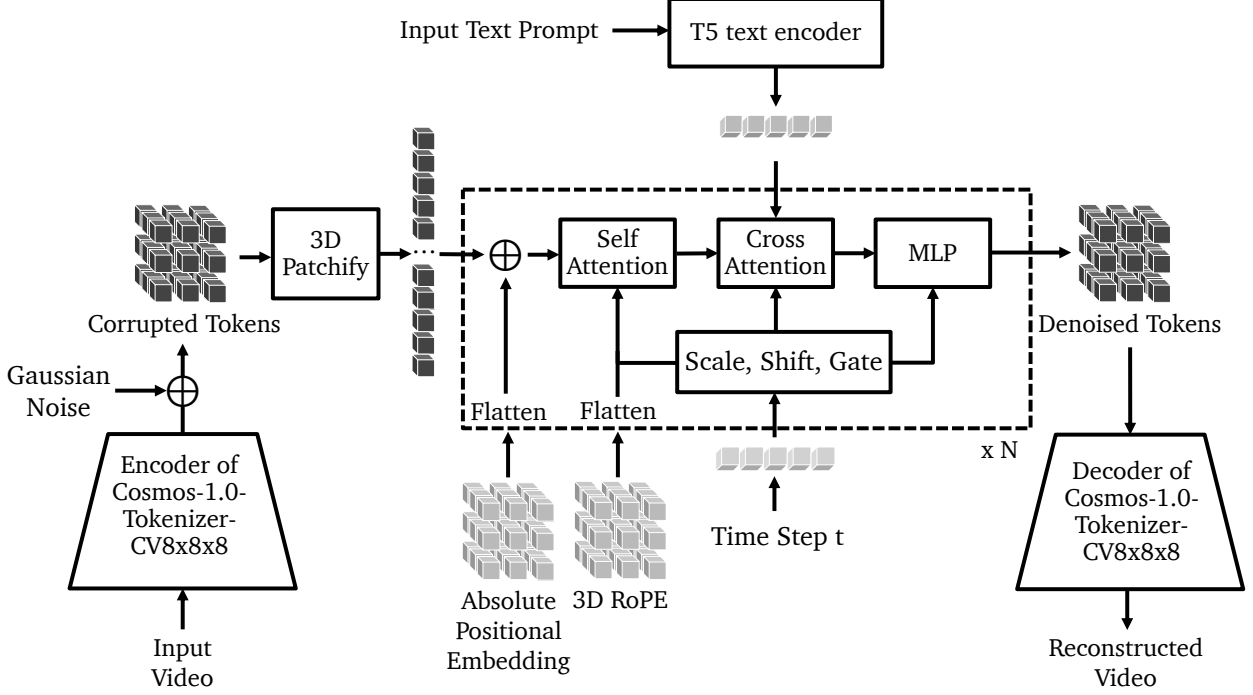 Input Text Prompt
T5 text encoder
3D
Patchify
...
Self
Attention
Cross
Attention
MLP
Corrupted Tokens
Denoised Tokens
Scale, Shift, Gate
Gaussian
Noise
Flatten
Flatten
x N
Encoder of
Cosmos-1.0-
Tokenizer-
CV8x8x8
Decoder of
Cosmos-1.0-
Tokenizer-
CV8x8x8
Time Step t
Absolute
Positional
Embedding
3D RoPE
Input
Video
Reconstructed
Video